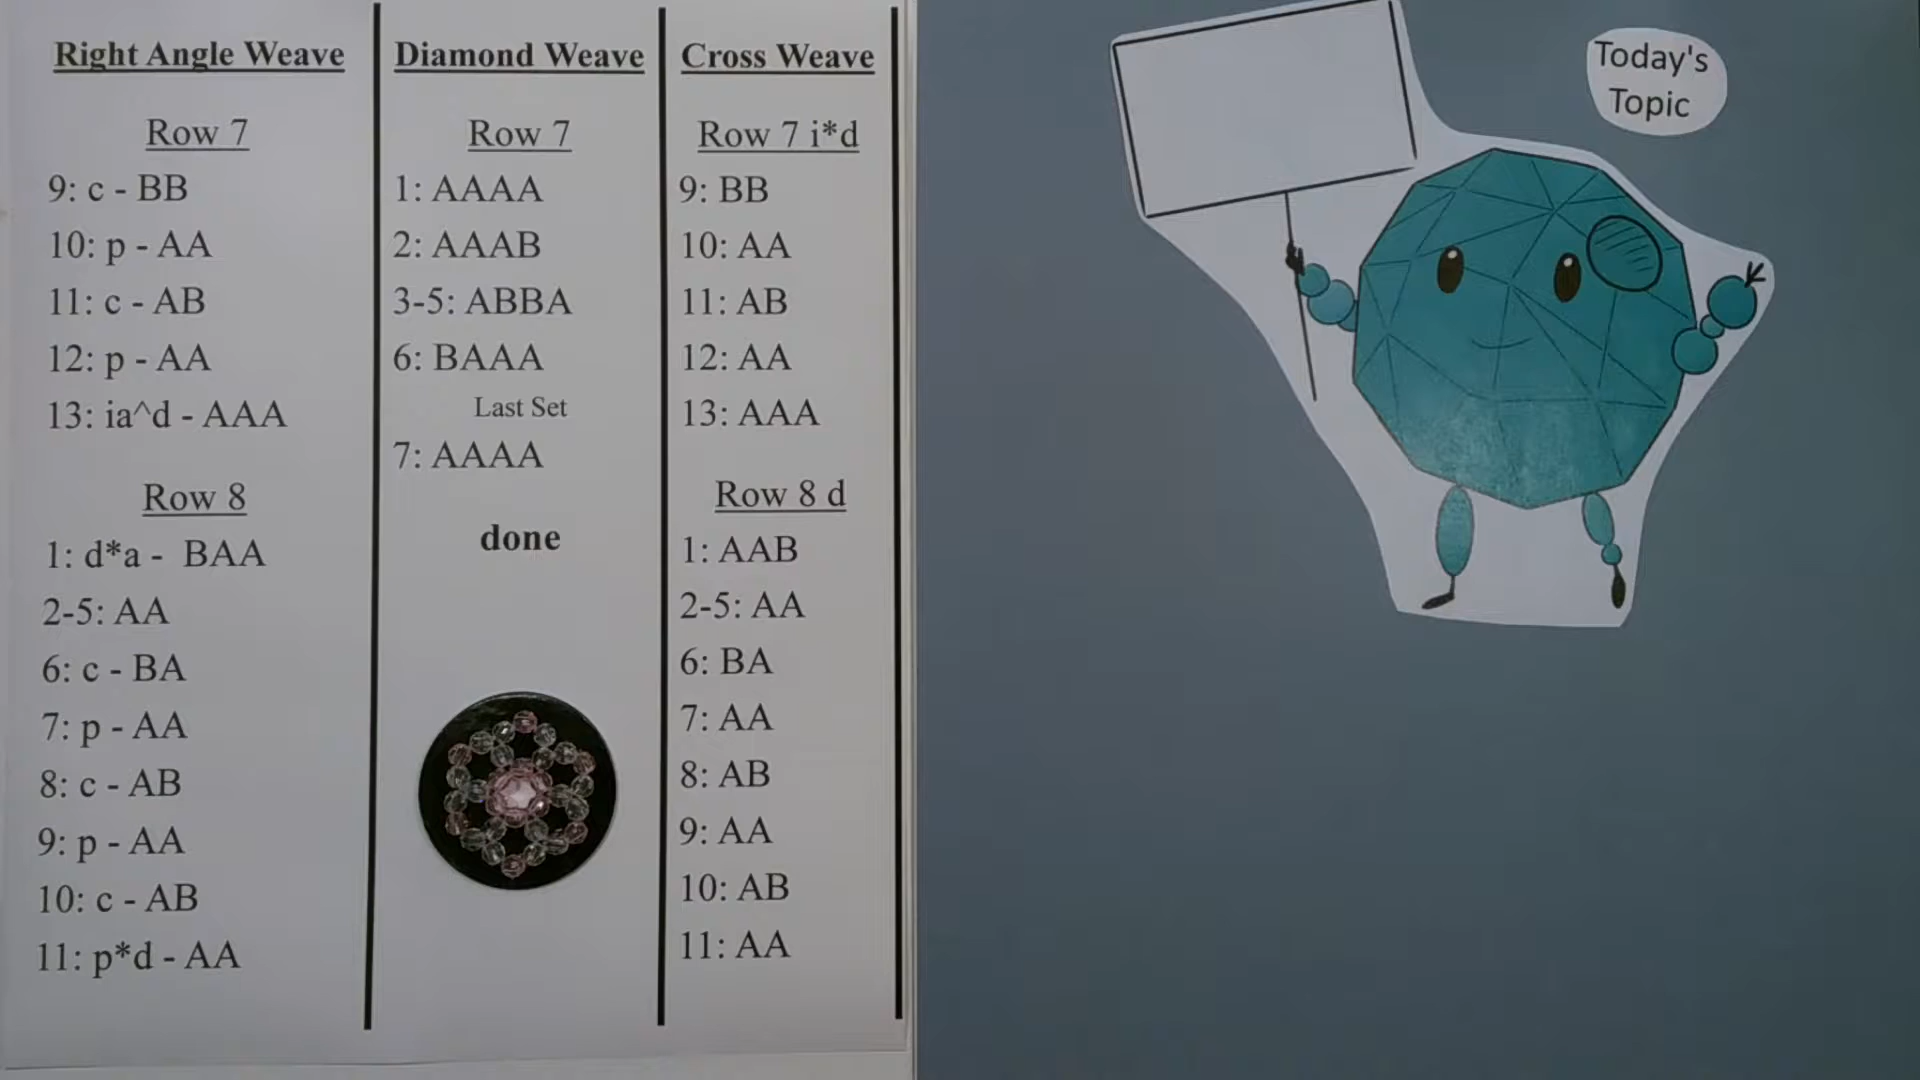 Right Angle Weave
Row 7
9: c - BB
10: p - AA
11: c - AB
12: p - AA
13: ia^d - AAA
Row 8
1: d*a - BAA
2-5: AA
6: c - BA
7: p - AA
8: c - AB
9: p - AA
10: c - AB
11: p*d - AA
Diamond Weave
Row 7
1: AAAA
2: AAAB
3-5: ABBA
6: BAAA
Last Set
7: AAAA
done
Cross Weave
Row 7 i*d
9: BB
10: AA
11: AB
12: AA
13: AAA
Row 8 d
1: AAB
2-5: AA
6: BA
7: AA
8: AB
9: AA
10: AB
11: AA
Today's
Topic